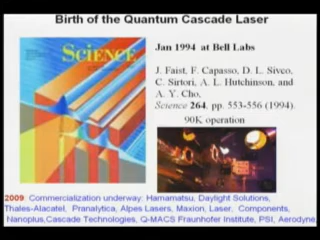 Birth of the Quantum Cascade Laser
SCIENCE
Jan 1994 at Bell Labs
J. Faist, F. Capasso, D. L. Sivco,
C. Sirtori, A. L. Hutchinson, and
A. Y. Cho,
Science 264, pp. 553-556 (1994).
90K operation
2009: Commercialization underway: Hamamatsu, Daylight Solutions,
Thales-Alacatel, Pranalytica, Alpes Lasers, Maxion, Laser, Components,
Nanoplus,Cascade Technologies, Q-MACS Fraunhofer Institute, PSI, Aerodyne